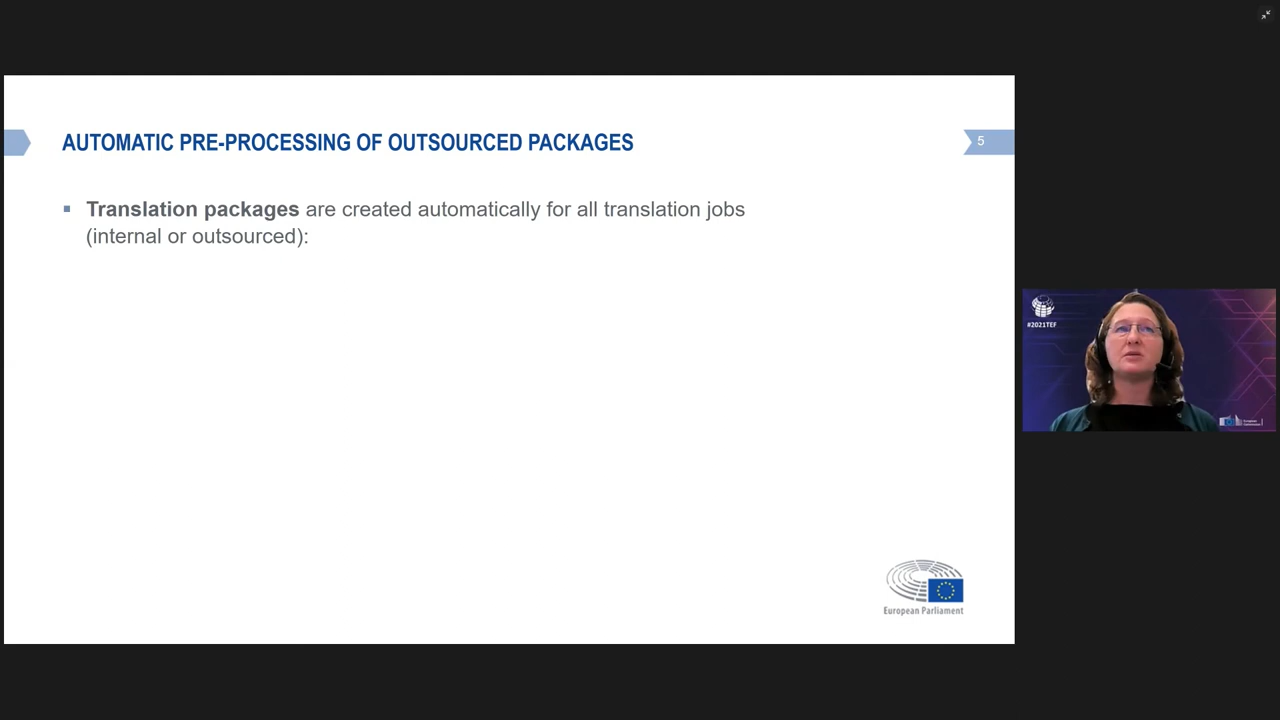 AUTOMATIC PRE-PROCESSING OF OUTSOURCED PACKAGES
5
▪ Translation packages are created automatically for all translation jobs
(internal or outsourced):
#2021TEF
European Parliament